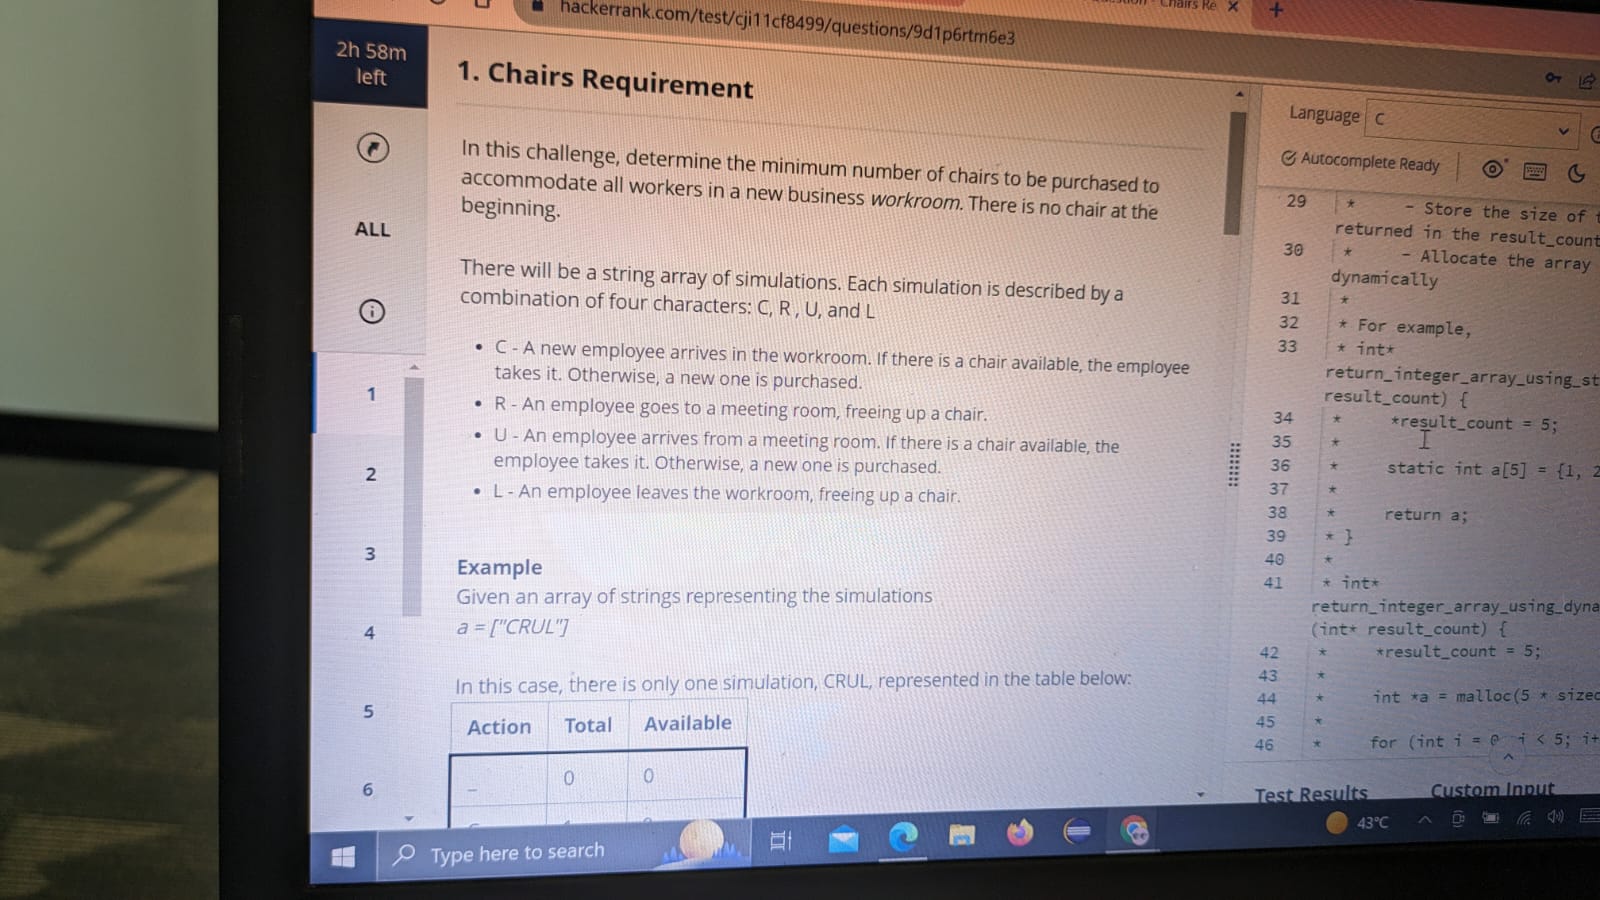 hackerrank.com/test/cji11cf8499/questions/9d1p6rtm6e3
Chairs Re
2h 58m
left
ALL
1
2
3
4
5
6
1. Chairs Requirement
In this challenge, determine the minimum number of chairs to be purchased to
accommodate all workers in a new business workroom. There is no chair at the
beginning.
There will be a string array of simulations. Each simulation is described by a
combination of four characters: C, R, U, and L
• C - A new employee arrives in the workroom. If there is a chair available, the employee
takes it. Otherwise, a new one is purchased.
• R - An employee goes to a meeting room, freeing up a chair.
• U - An employee arrives from a meeting room. If there is a chair available, the
employee takes it. Otherwise, a new one is purchased.
• L - An employee leaves the workroom, freeing up a chair.
Example
Given an array of strings representing the simulations
a = ["CRUL"]
In this case, there is only one simulation, CRUL, represented in the table below:
Action Total Available
_ 0 0
Language C
Autocomplete Ready
29 * - Store the size of
returned in the result_count
30 * - Allocate the array
dynamically
31 *
32 * For example,
33 * int*
return_integer_array_using_st
result_count) {
34 * *result_count = 5;
35 *
36 * static int a[5] = {1,
37 *
38 * return a;
39 * }
40 *
41 * int*
return_integer_array_using_dyna
(int* result_count) {
42 * *result_count = 5;
43 *
44 * int *a = malloc(5 * sizeo
45 *
46 * for (int i = 0 i < 5; i+
Test Results Custom Input
Type here to search
43°C